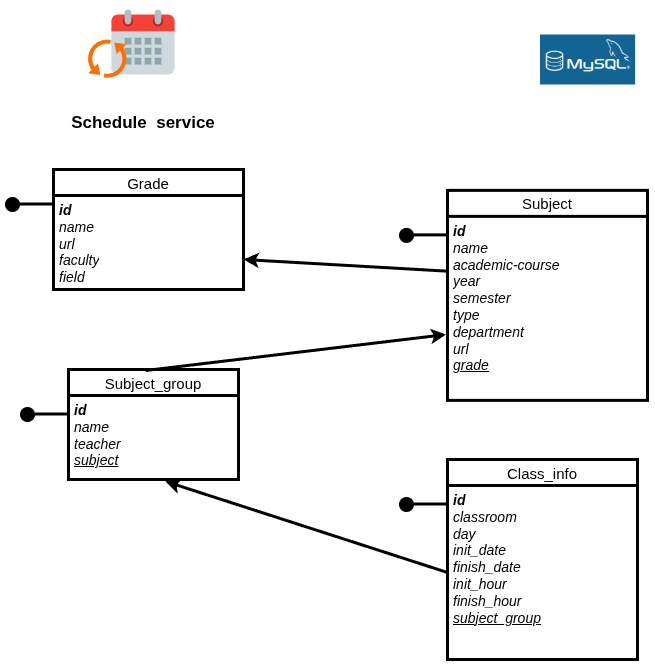 MySQL
Schedule service
Grade
id
name
url
faculty
field
Subject
id
name
academic-course
year
semester
type
department
url
grade
Subject_group
id
name
teacher
subject
Class_info
id
classroom
day
init_date
finish_date
init_hour
finish_hour
subject_group